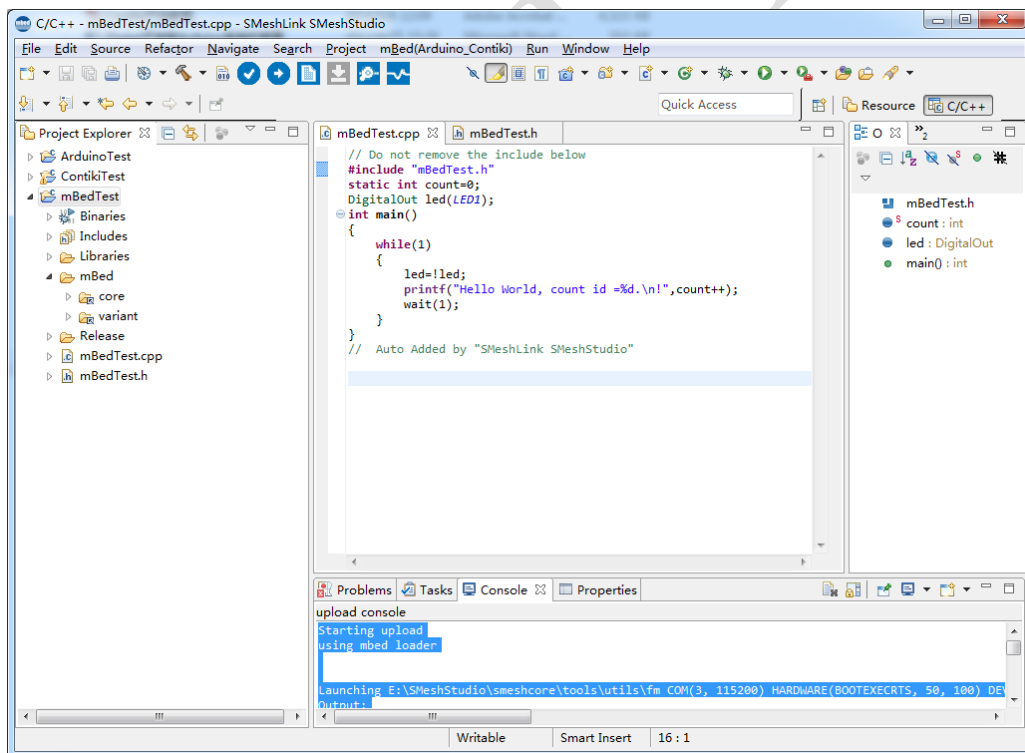 C/C++ - mBedTest/mBedTest.cpp - SMeshLink SMeshStudio
File Edit Source Refactor Navigate Search Project mBed(Arduino_Contiki) Run Window Help
Quick Access
Resource
C/C++
Project Explorer
ArduinoTest
ContikiTest
mBedTest
Binaries
Includes
Libraries
mBed
core
variant
Release
mBedTest.cpp
mBedTest.h
mBedTest.cpp mBedTest.h
// Do not remove the include below
#include "mBedTest.h"
static int count=0;
DigitalOut led(LED1);
int main()
{
while(1)
{
led=!led;
printf("Hello World, count id =%d.\n!",count++);
wait(1);
}
}
// Auto Added by "SMeshLink SMeshStudio"
O
2
mBedTest.h
S count : int
led : DigitalOut
main() : int
Problems Tasks Console Properties
upload console
Starting upload
using mbed loader
Launching E:\SMeshStudio\smeshcore\tools\utils\fm COM(3, 115200) HARDWARE(BOOTEXECRTS, 50, 100) DE
Output:
Writable Smart Insert 16 : 1